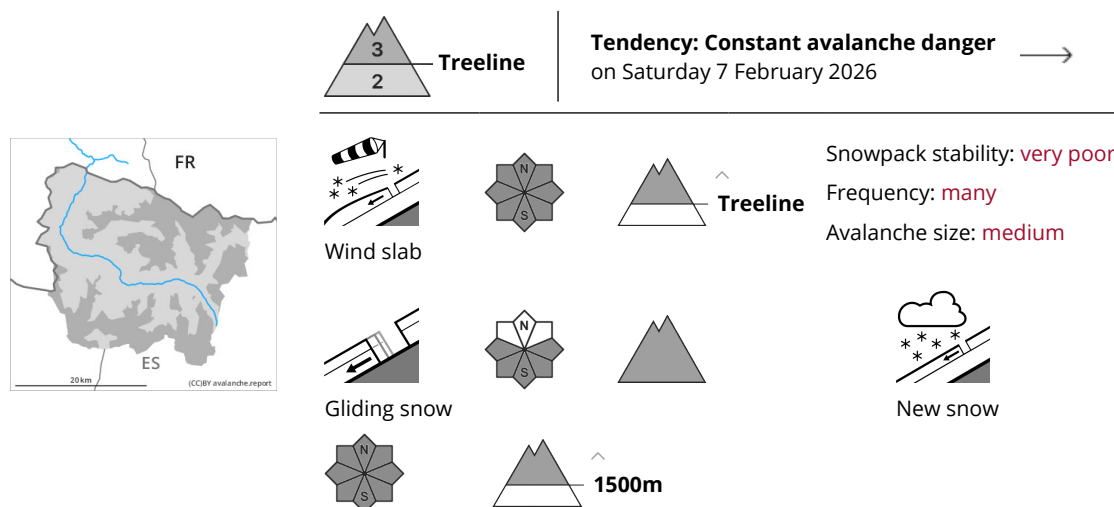 3
2
Treeline
Tendency: Constant avalanche danger
on Saturday 7 February 2026
FR
ES
20 km
(CC)BY avalanche.report
N
S
Treeline
Wind slab
Snowpack stability: very poor
Frequency: many
Avalanche size: medium
N
S
Gliding snow
New snow
N
S
1500m